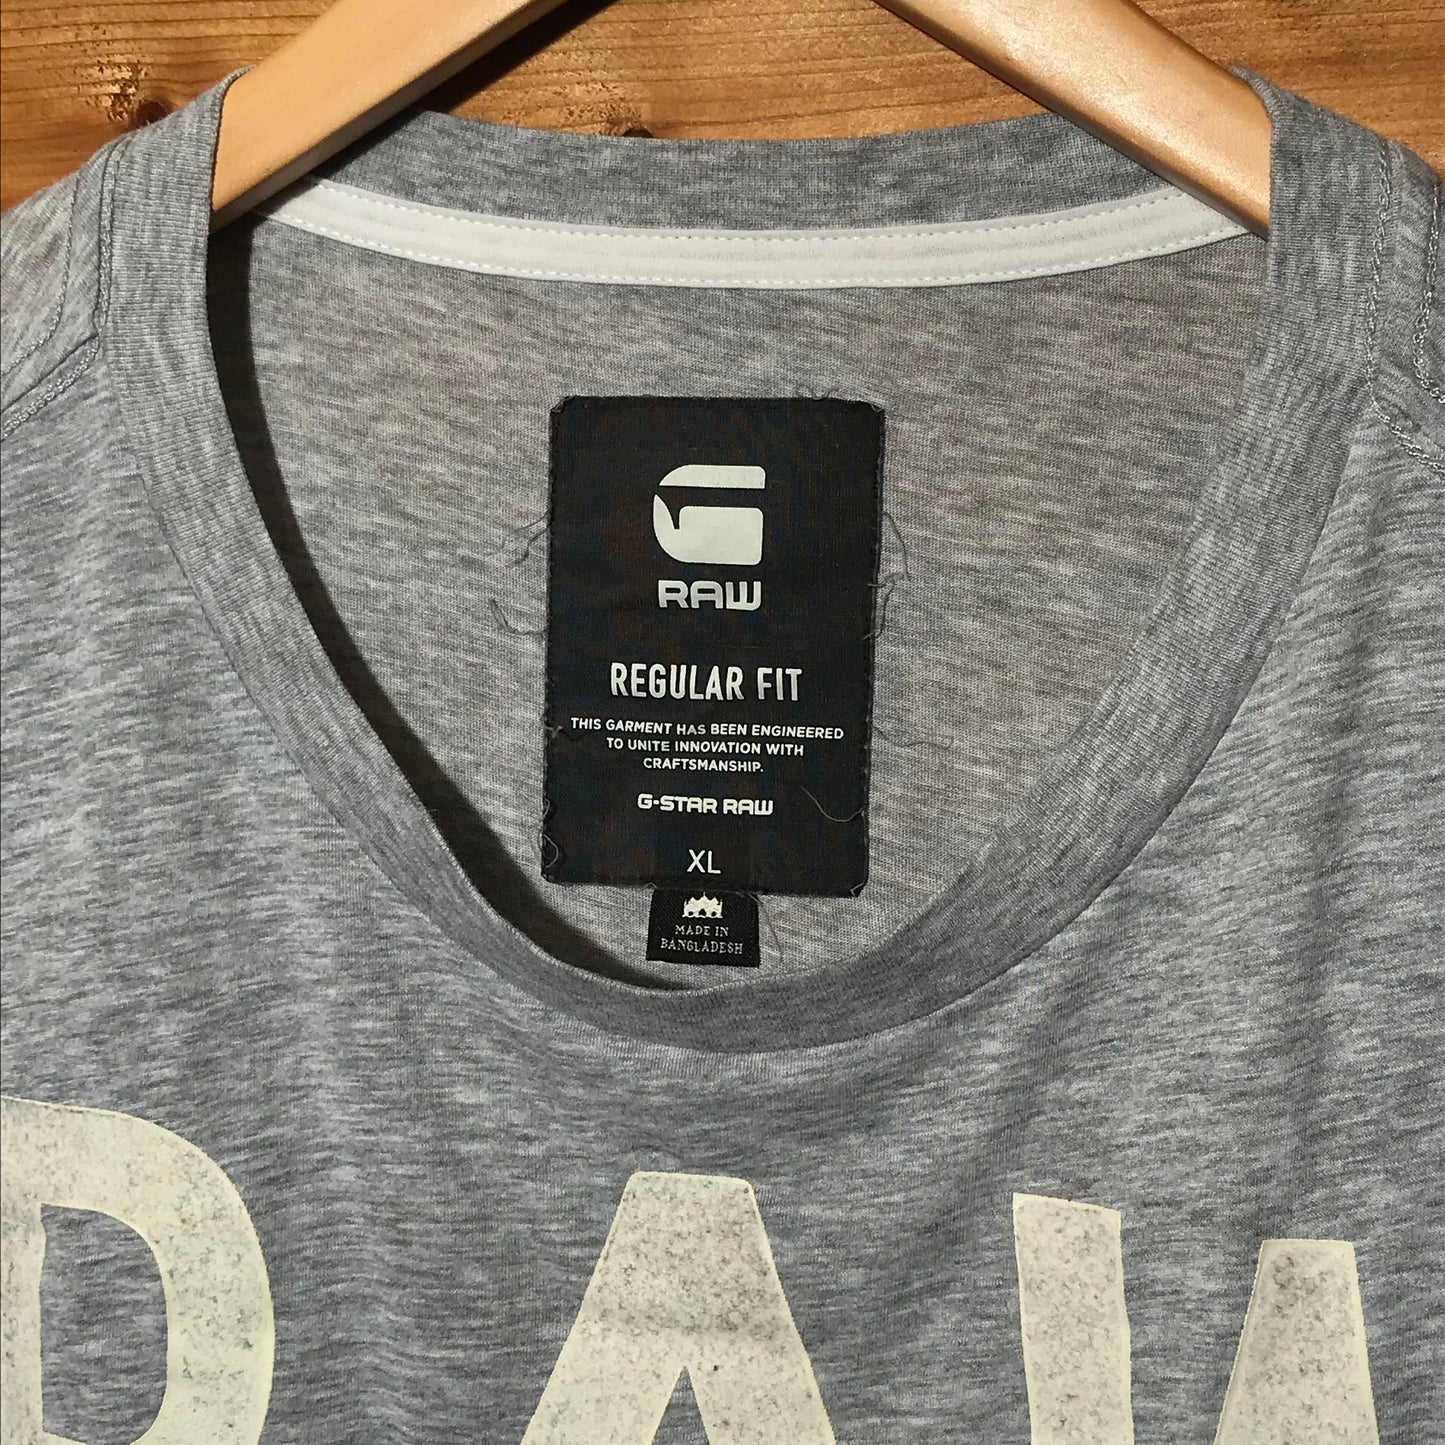 RAW
REGULAR FIT
THIS GARMENT HAS BEEN ENGINEERED
TO UNITE INNOVATION WITH
CRAFTSMANSHIP.
G-STAR RAW
XL
MADE IN
BANGLADESH
RAW